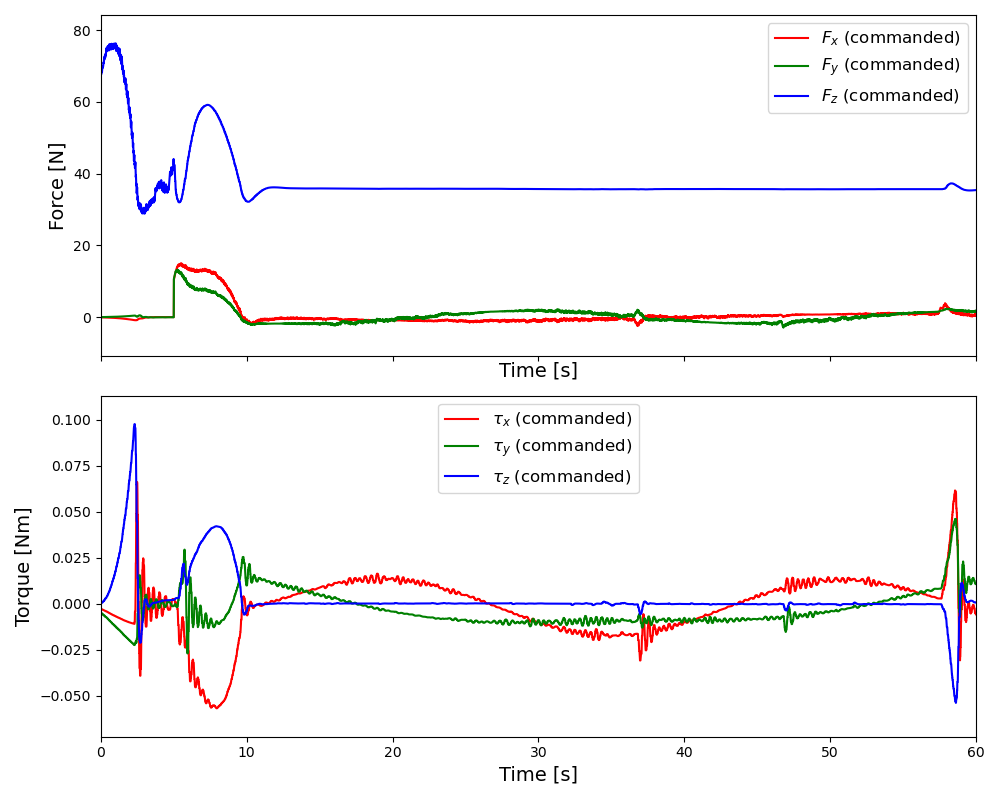 80
60
40
20
0
Force [N]
F_x (commanded)
F_y (commanded)
F_z (commanded)
Time [s]
0.100
0.075
0.050
0.025
0.000
−0.025
−0.050
Torque [Nm]
τ_x (commanded)
τ_y (commanded)
τ_z (commanded)
0 10 20 30 40 50 60
Time [s]